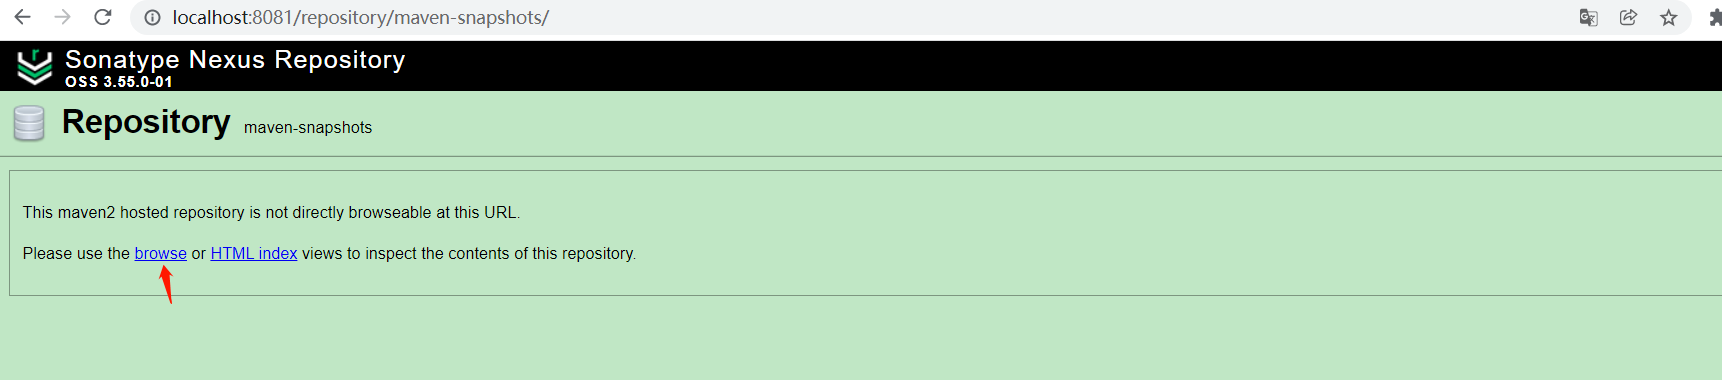 localhost:8081/repository/maven-snapshots/
Sonatype Nexus Repository
OSS 3.55.0-01
Repository maven-snapshots
This maven2 hosted repository is not directly browseable at this URL.
Please use the browse or HTML index views to inspect the contents of this repository.